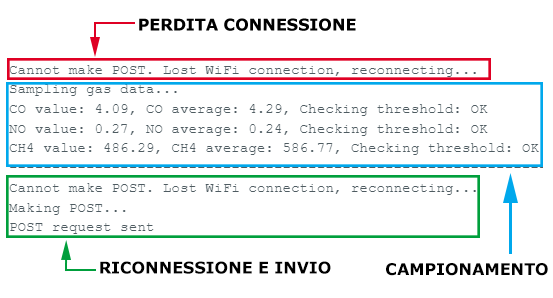 PERDITA CONNESSIONE
Cannot make POST. Lost WiFi connection, reconnecting...
Sampling gas data...
CO value: 4.09, CO average: 4.29, Checking threshold: OK
NO value: 0.27, NO average: 0.24, Checking threshold: OK
CH4 value: 486.29, CH4 average: 586.77, Checking threshold: OK
Cannot make POST. Lost WiFi connection, reconnecting...
Making POST...
POST request sent
RICONNESSIONE E INVIO
CAMPIONAMENTO